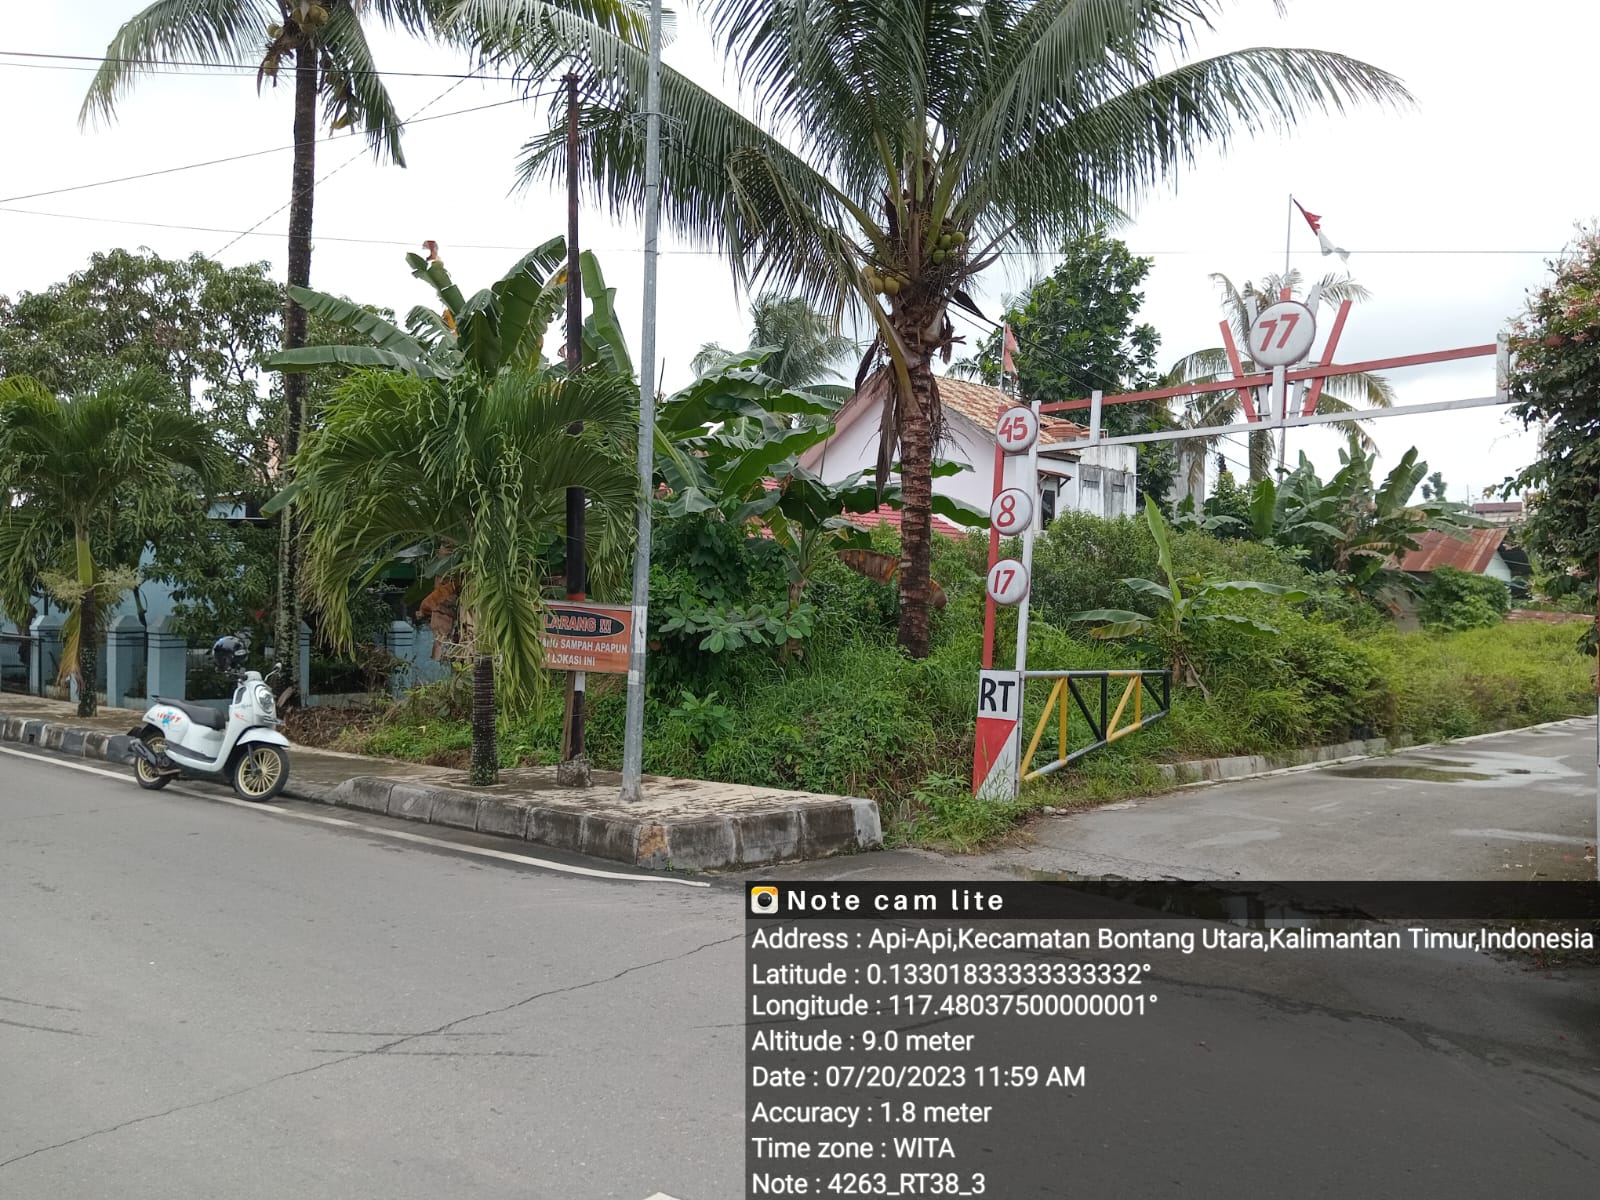 77
45
8
17
RT
LARANG !!!
SAMPAH APAPUN
LOKASI INI
Note cam lite
Address : Api-Api,Kecamatan Bontang Utara,Kalimantan Timur,Indonesia
Latitude : 0.13301833333333332°
Longitude : 117.48037500000001°
Altitude : 9.0 meter
Date : 07/20/2023 11:59 AM
Accuracy : 1.8 meter
Time zone : WITA
Note : 4263_RT38_3